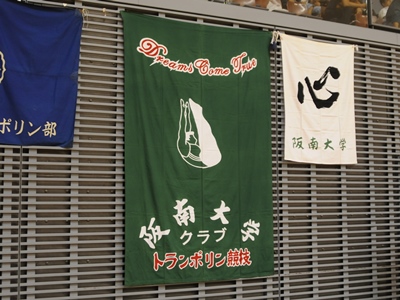 ポリン部
Dreams Come True
阪南大学
クラブ
トランポリン競技
心
阪南大学